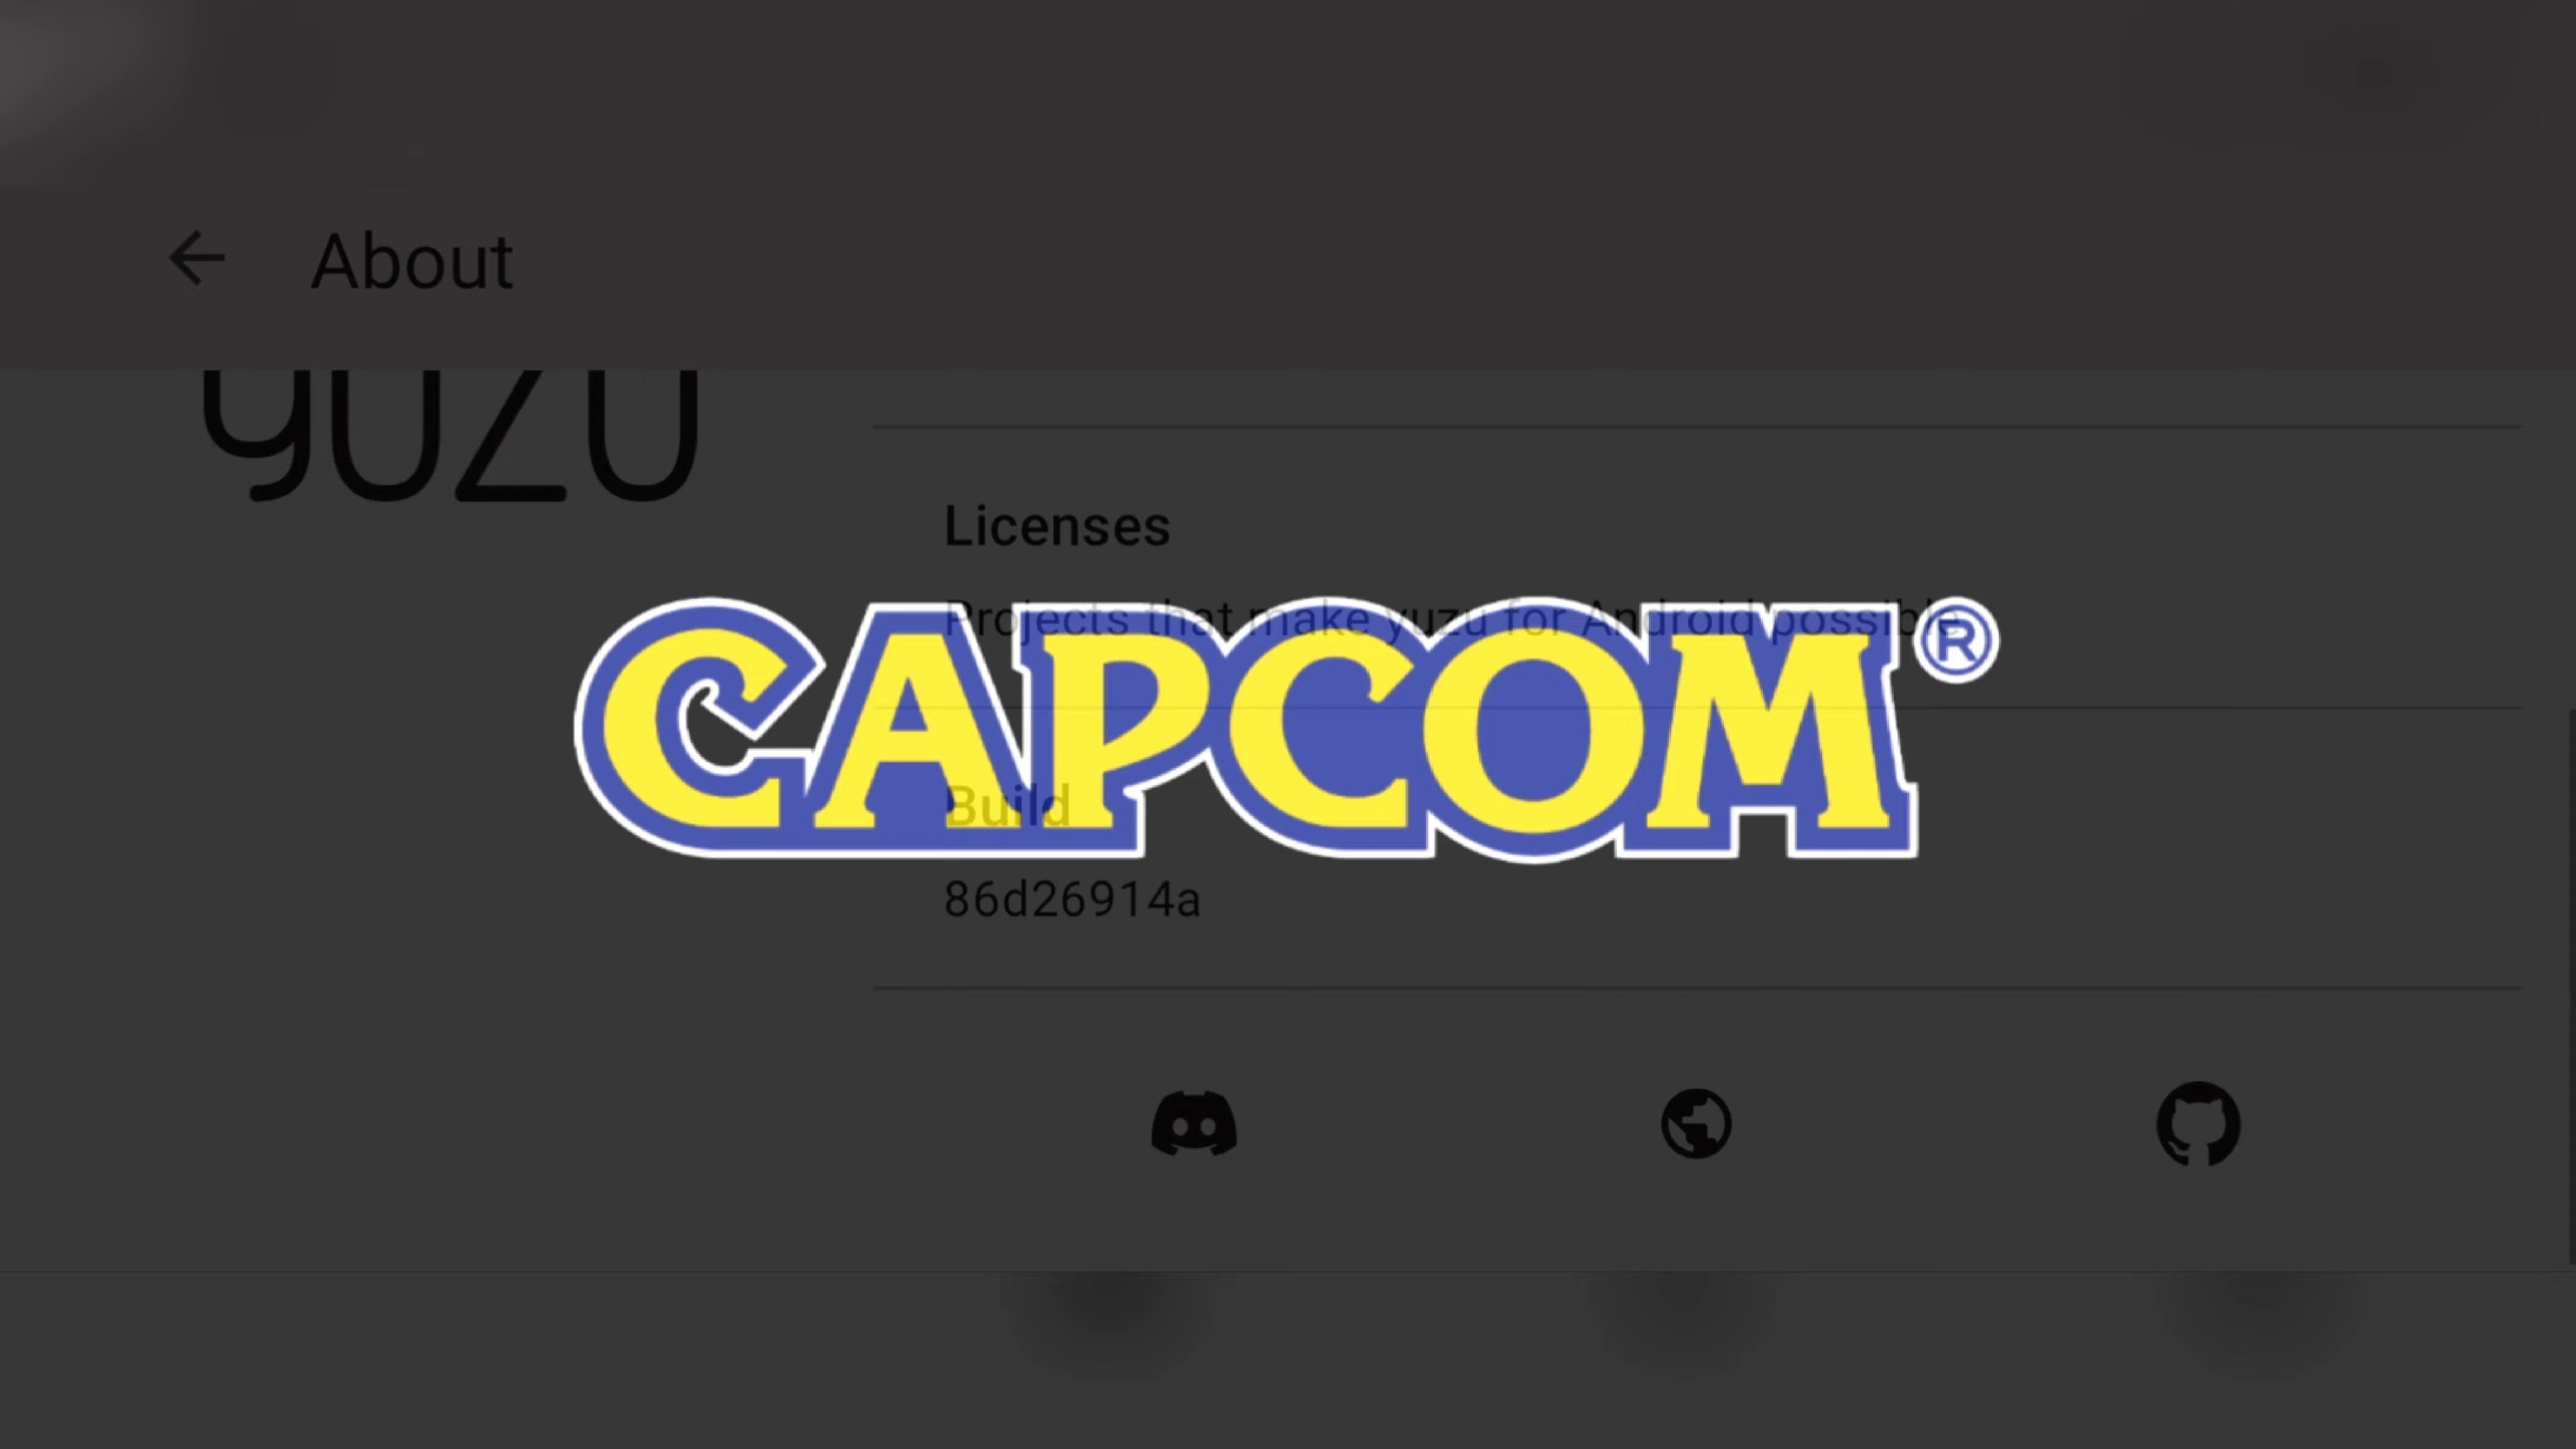 About
yuzu
Licenses
Projects that make yuzu for Android possible
CAPCOM®
Build
86d26914a